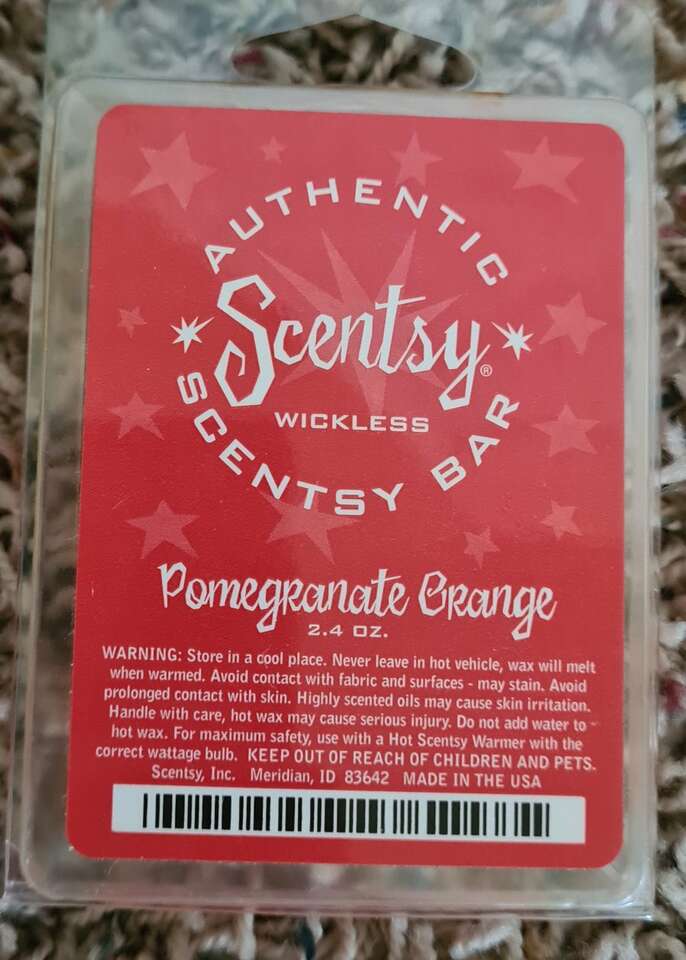 AUTHENTIC
Scentsy®
WICKLESS
SCENTSY BAR
Pomegranate Orange
2.4 OZ.
WARNING: Store in a cool place. Never leave in hot vehicle, wax will melt
when warmed. Avoid contact with fabric and surfaces - may stain. Avoid
prolonged contact with skin. Highly scented oils may cause skin irritation.
Handle with care, hot wax may cause serious injury. Do not add water to
hot wax. For maximum safety, use with a Hot Scentsy Warmer with the
correct wattage bulb. KEEP OUT OF REACH OF CHILDREN AND PETS.
Scentsy, Inc. Meridian, ID 83642 MADE IN THE USA